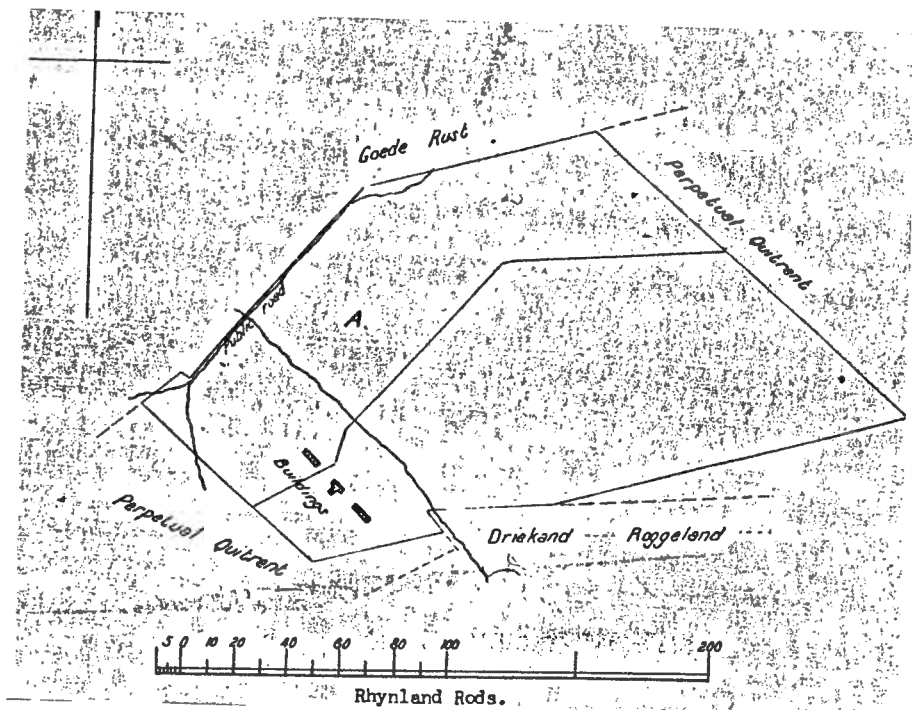 Goede Rust
Perpetual Quitrent
Public road
A.
Buildings
Perpetual Quitrent
Driekand Roggeland
5 0 10 20 40 60 80 100 200
Rhynland Rods.